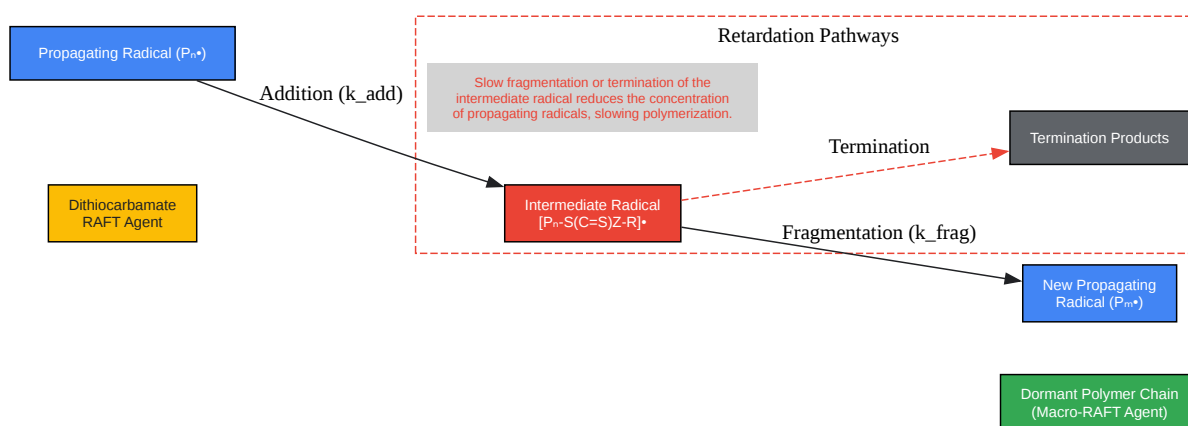 Retardation Pathways
Propagating Radical (Pₙ•)
Addition (k_add)
Slow fragmentation or termination of the
intermediate radical reduces the concentration
of propagating radicals, slowing polymerization.
Termination
Termination Products
Dithiocarbamate
RAFT Agent
Intermediate Radical
[Pₙ-S(C=S)Z-R]•
Fragmentation (k_frag)
New Propagating
Radical (Pₘ•)
Dormant Polymer Chain
(Macro-RAFT Agent)